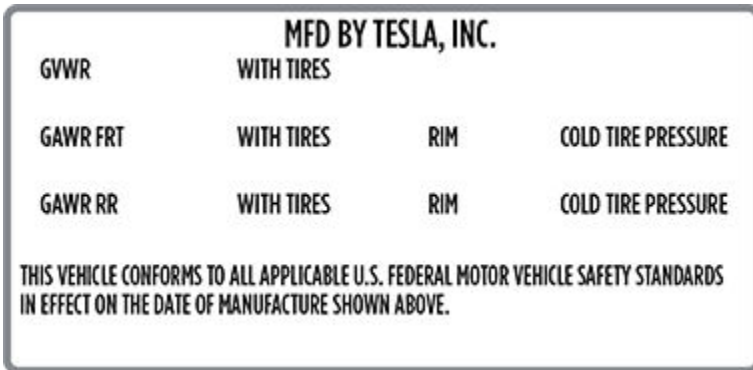 MFD BY TESLA, INC.
GVWR WITH TIRES
GAWR FRT WITH TIRES RIM COLD TIRE PRESSURE
GAWR RR WITH TIRES RIM COLD TIRE PRESSURE
THIS VEHICLE CONFORMS TO ALL APPLICABLE U.S. FEDERAL MOTOR VEHICLE SAFETY STANDARDS
IN EFFECT ON THE DATE OF MANUFACTURE SHOWN ABOVE.